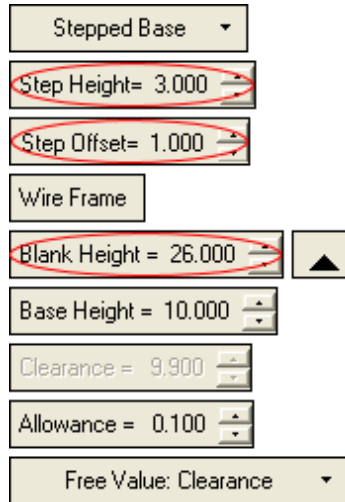 Stepped Base
Step Height= 3.000
Step Offset= 1.000
Wire Frame
Blank Height = 26.000
Base Height = 10.000
Clearance = 9.900
Allowance = 0.100
Free Value: Clearance